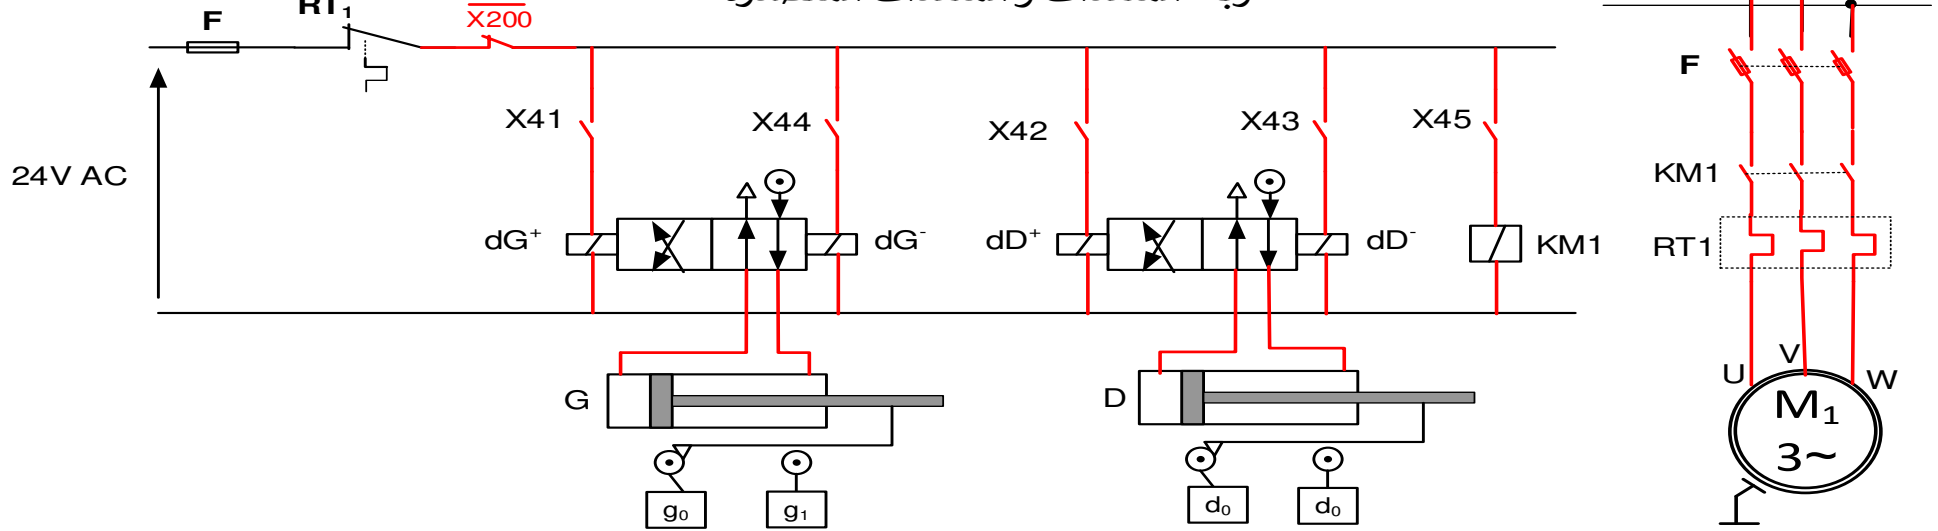 RT1
F
X200
والمنفذات
F
X41
X44
X42
X43
X45
24V AC
KM1
dG+
dG-
dD+
dD-
KM1
RT1
V
U
W
G
D
M1
3~
g0
g1
d0
d0